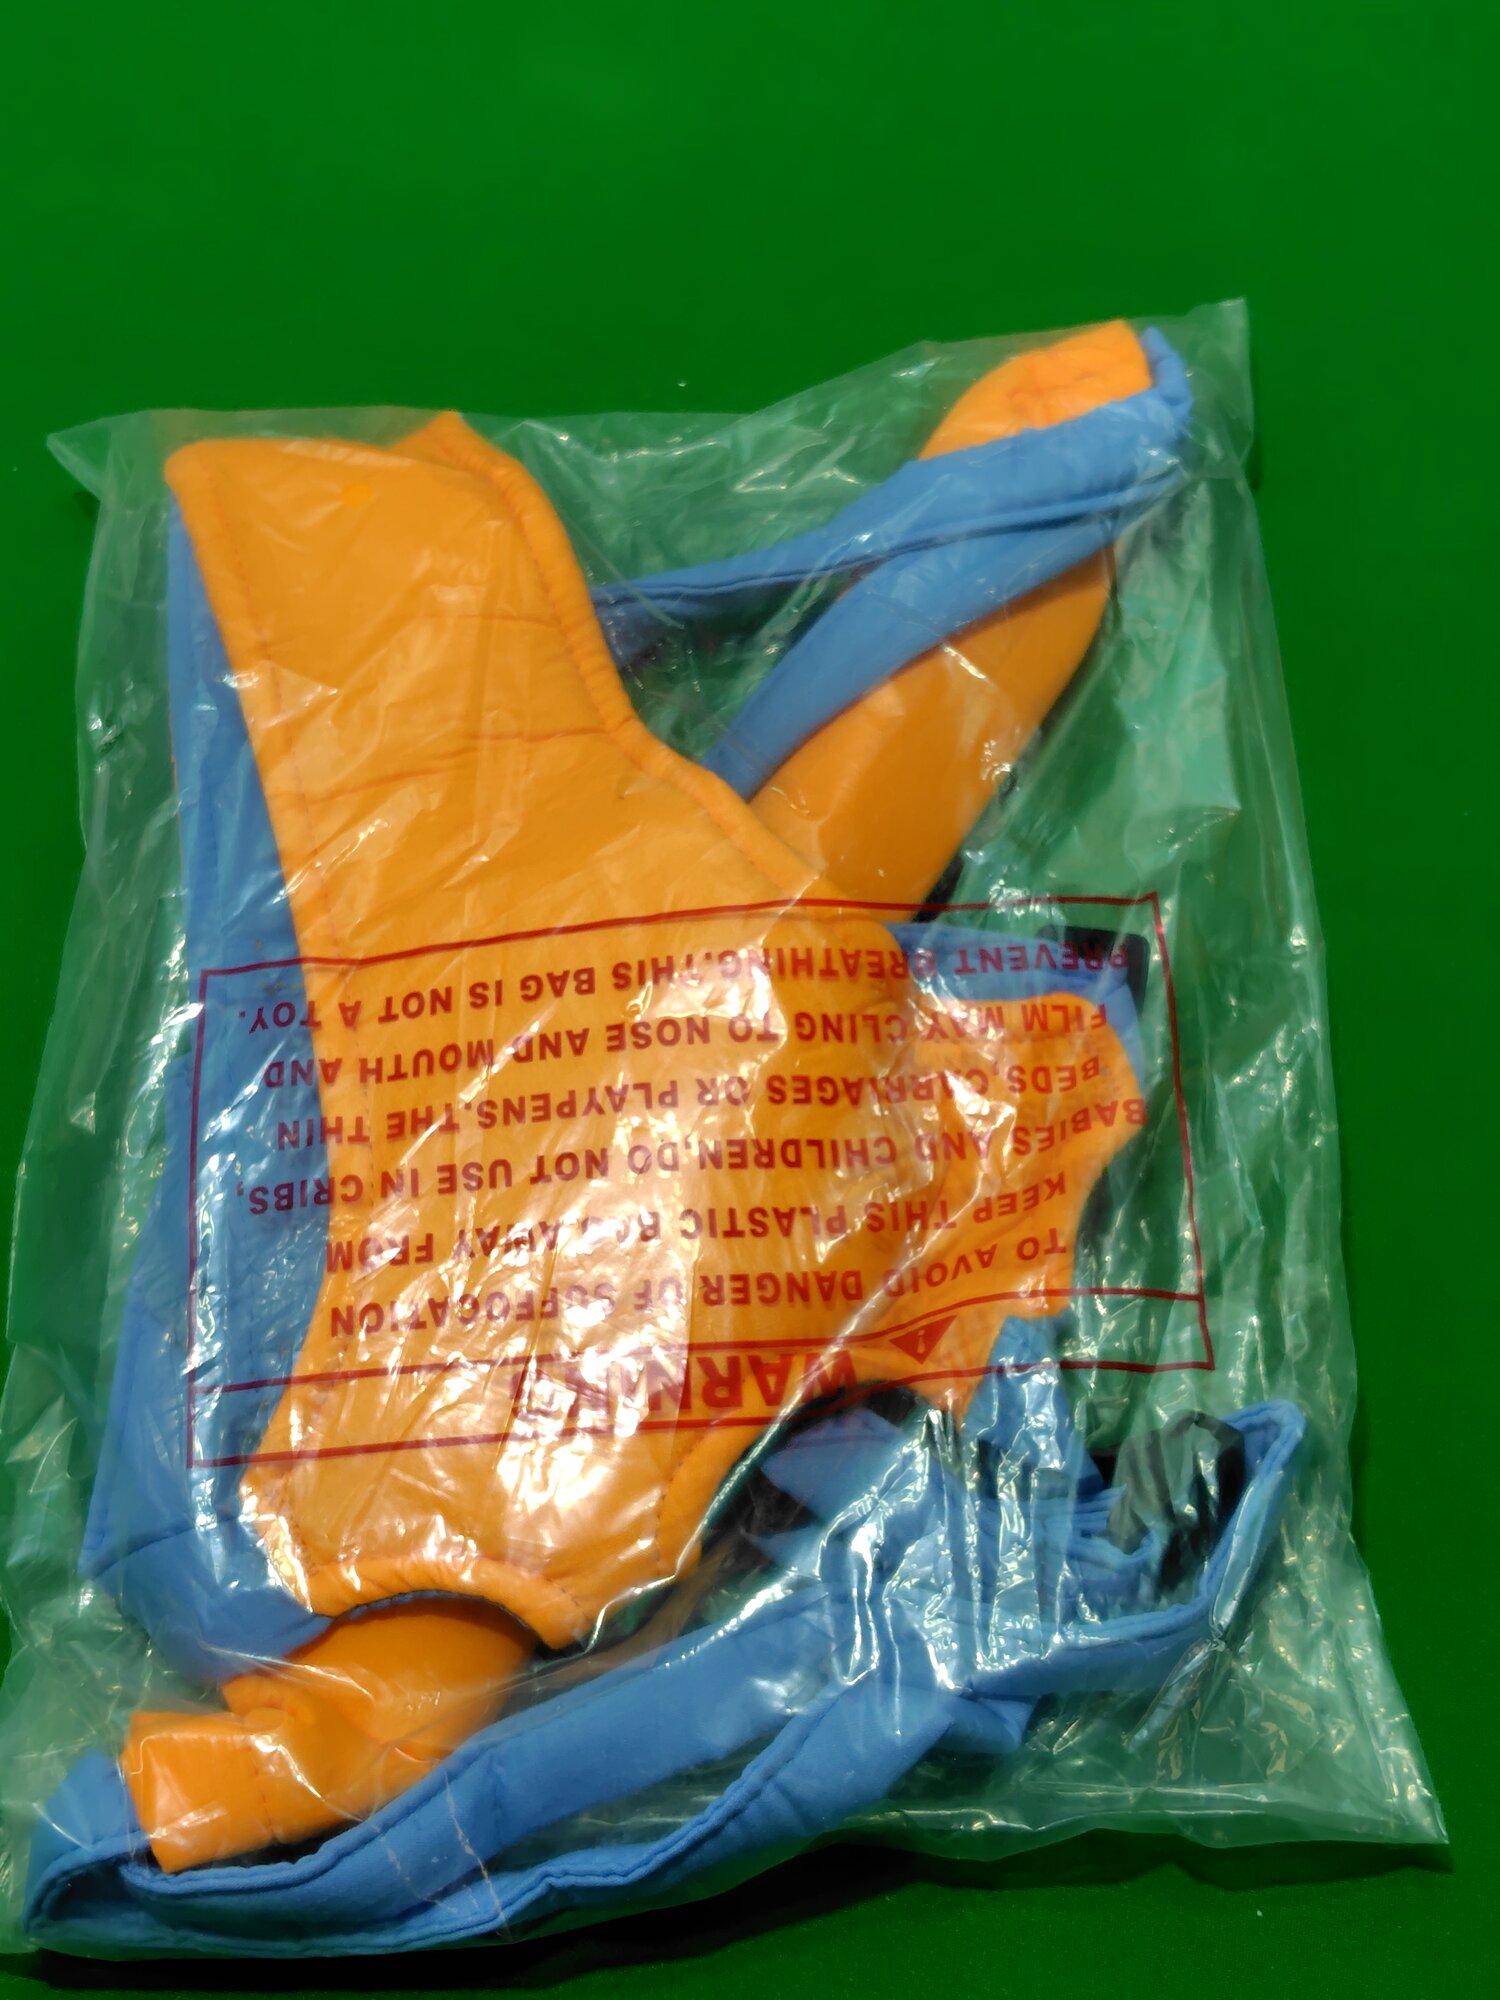 WARNING
TO AVOID DANGER OF SUFFOCATION
KEEP THIS PLASTIC BAG AWAY FROM
BABIES AND CHILDREN,DO NOT USE IN CRIBS,
BEDS,CARRIAGES OR PLAYPENS.THE THIN
FILM MAY CLING TO NOSE AND MOUTH AND
PREVENT BREATHING.THIS BAG IS NOT A TOY.